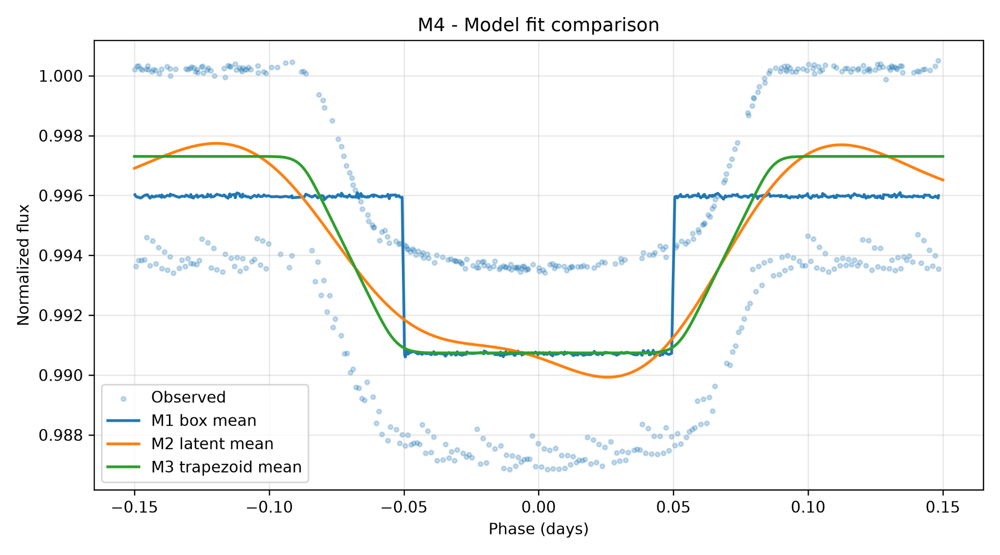 M4 - Model fit comparison
Normalized flux
1.000
0.998
0.996
0.994
0.992
0.990
0.988
Observed
M1 box mean
M2 latent mean
M3 trapezoid mean
−0.15 −0.10 −0.05 0.00 0.05 0.10 0.15
Phase (days)